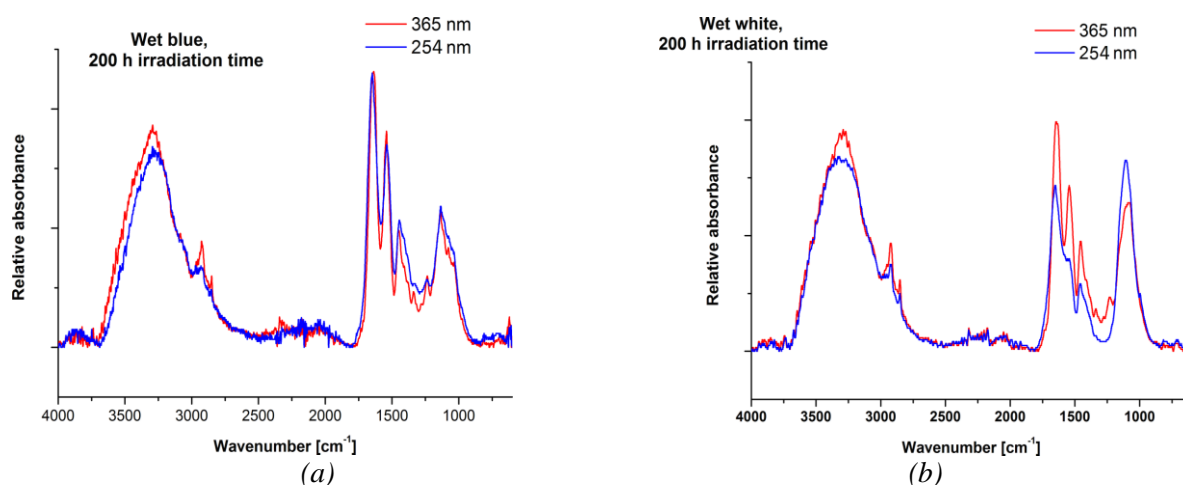 Wet blue,
200 h irradiation time
365 nm
254 nm
Relative absorbance
4000 3500 3000 2500 2000 1500 1000
Wavenumber [cm-1]
(a)
Wet white,
200 h irradiation time
365 nm
254 nm
Relative absorbance
4000 3500 3000 2500 2000 1500 1000
Wavenumber [cm-1]
(b)